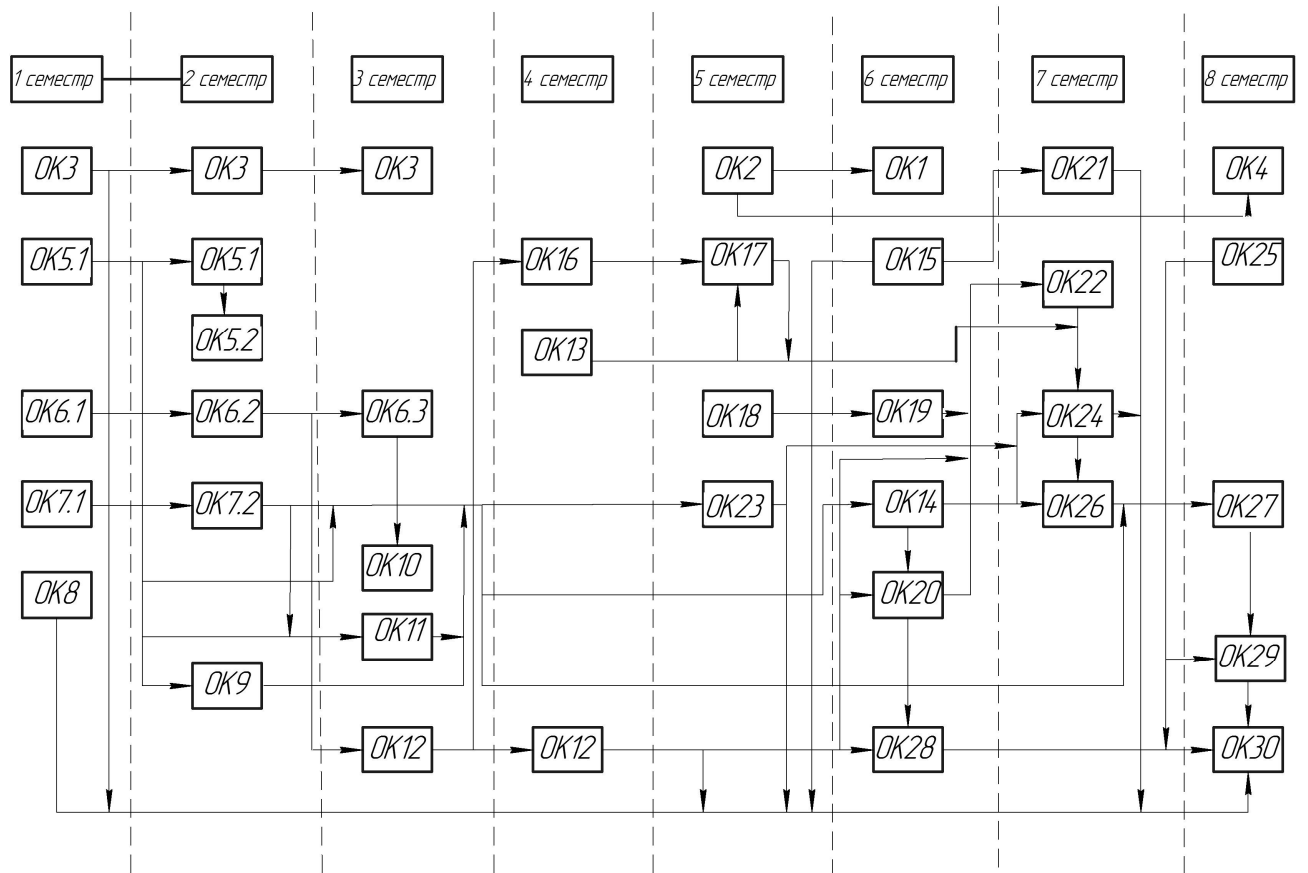 1 семестр
2 семестр
3 семестр
4 семестр
5 семестр
6 семестр
7 семестр
8 семестр
ОК3
ОК3
ОК3
ОК2
ОК1
ОК21
ОК4
ОК5.1
ОК5.1
ОК16
ОК17
ОК15
ОК25
ОК22
ОК5.2
ОК13
ОК6.1
ОК6.2
ОК6.3
ОК18
ОК19
ОК24
ОК7.1
ОК7.2
ОК23
ОК14
ОК26
ОК27
ОК10
ОК8
ОК20
ОК11
ОК29
ОК9
ОК12
ОК12
ОК28
ОК30